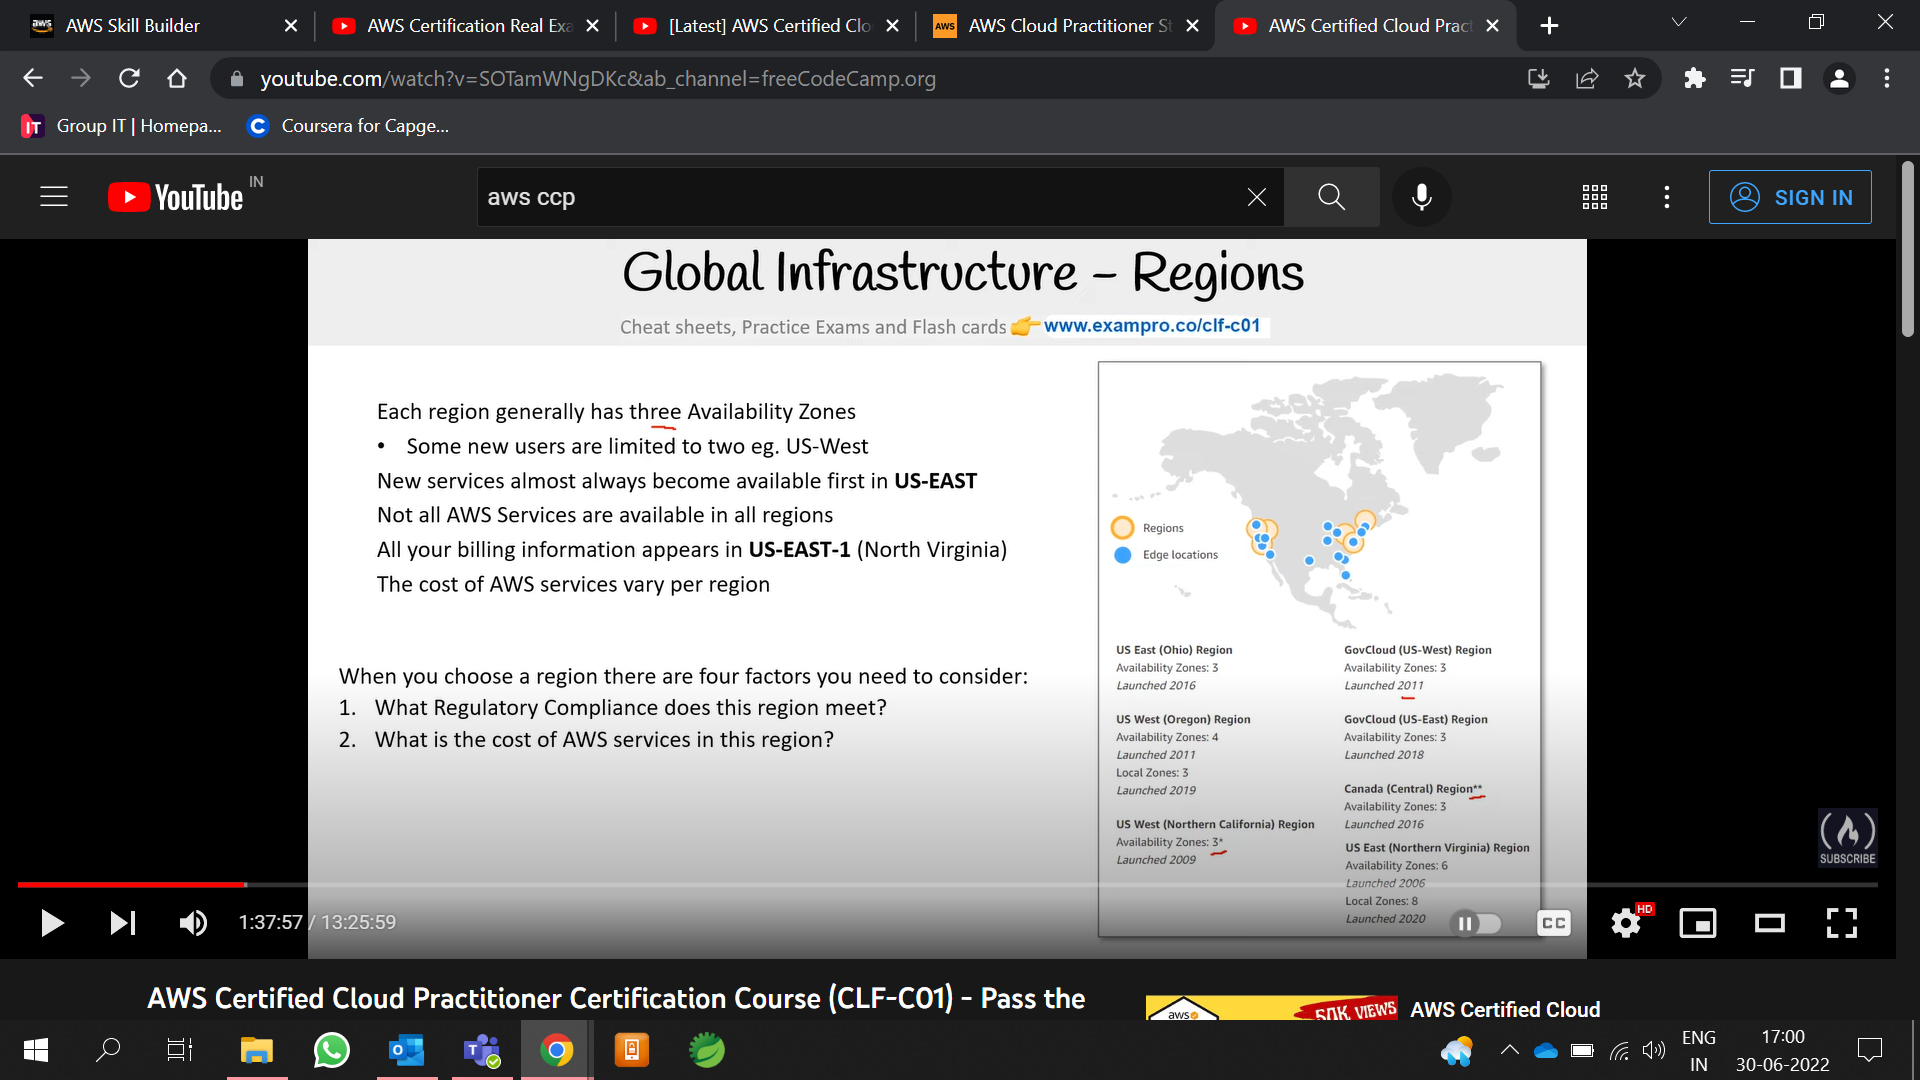 AWS Skill Builder
AWS Certification Real Exa
[Latest] AWS Certified Clo
AWS Cloud Practitioner St
AWS Certified Cloud Pract
youtube.com/watch?v=SOTamWNgDKc&ab_channel=freeCodeCamp.org
Group IT | Homepa...
Coursera for Capge...
YouTube IN
aws ccp
SIGN IN
Global Infrastructure – Regions
Cheat sheets, Practice Exams and Flash cards 👉 www.exampro.co/clf-c01
Each region generally has three Availability Zones
• Some new users are limited to two eg. US-West
New services almost always become available first in US-EAST
Not all AWS Services are available in all regions
All your billing information appears in US-EAST-1 (North Virginia)
The cost of AWS services vary per region
When you choose a region there are four factors you need to consider:
1. What Regulatory Compliance does this region meet?
2. What is the cost of AWS services in this region?
Regions
Edge locations
US East (Ohio) Region
Availability Zones: 3
Launched 2016
US West (Oregon) Region
Availability Zones: 4
Launched 2011
Local Zones: 3
Launched 2019
US West (Northern California) Region
Availability Zones: 3*
Launched 2009
GovCloud (US-West) Region
Availability Zones: 3
Launched 2011
GovCloud (US-East) Region
Availability Zones: 3
Launched 2018
Canada (Central) Region**
Availability Zones: 3
Launched 2016
US East (Northern Virginia) Region
Availability Zones: 6
Launched 2006
Local Zones: 8
Launched 2020
SUBSCRIBE
1:37:57 / 13:25:59
CC
HD
AWS Certified Cloud Practitioner Certification Course (CLF-C01) - Pass the
aws
50K VIEWS
AWS Certified Cloud
ENG
IN
17:00
30-06-2022